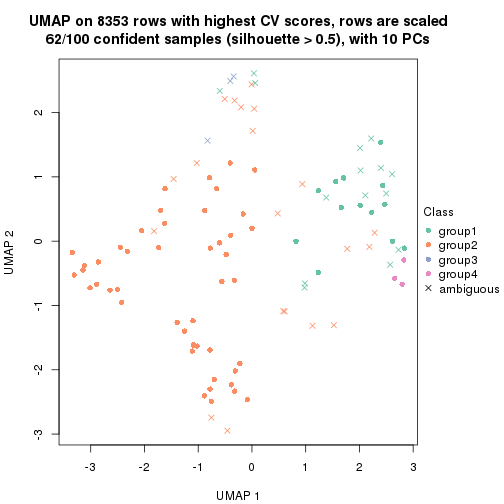 UMAP on 8353 rows with highest CV scores, rows are scaled
62/100 confident samples (silhouette > 0.5), with 10 PCs
2
1
0
-1
-2
-3
UMAP 2
-3
-2
-1
0
1
2
3
UMAP 1
Class
group1
group2
group3
group4
ambiguous